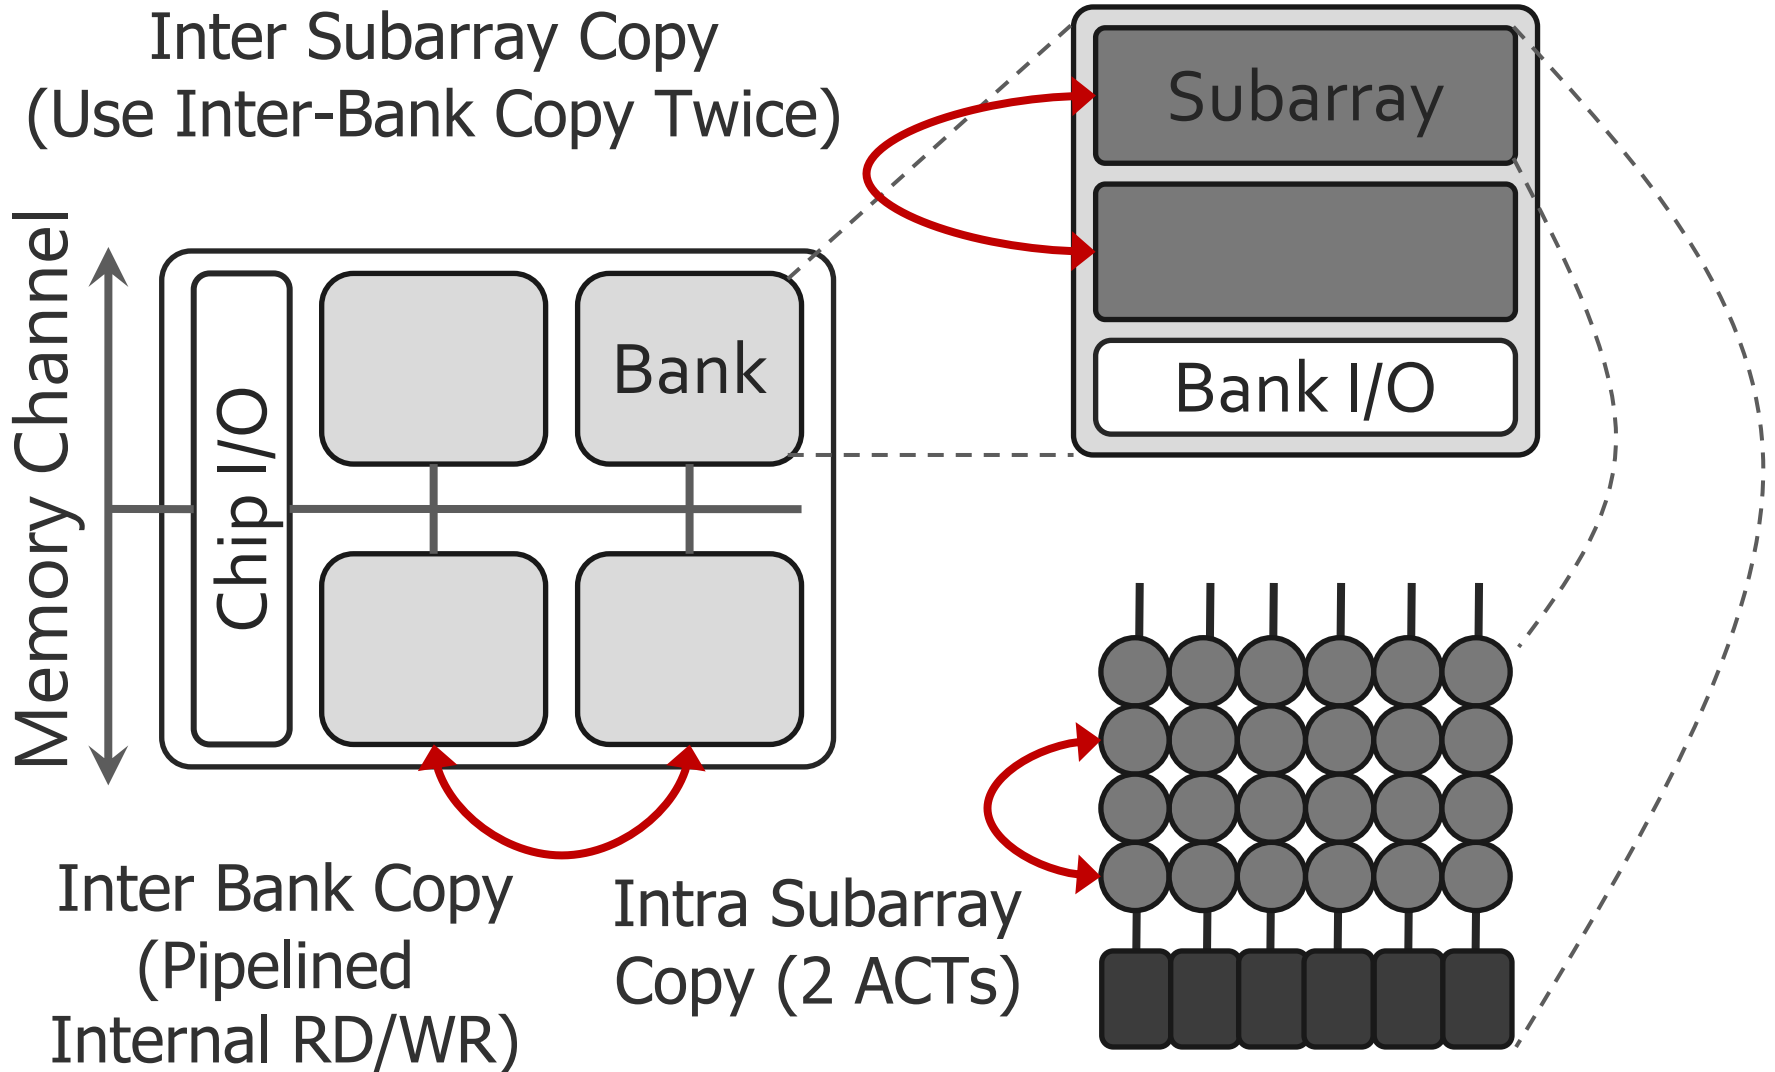 Inter Subarray Copy
(Use Inter-Bank Copy Twice)
Subarray
Bank I/O
Memory Channel
Chip I/O
Bank
Inter Bank Copy
(Pipelined
Internal RD/WR)
Intra Subarray
Copy (2 ACTs)